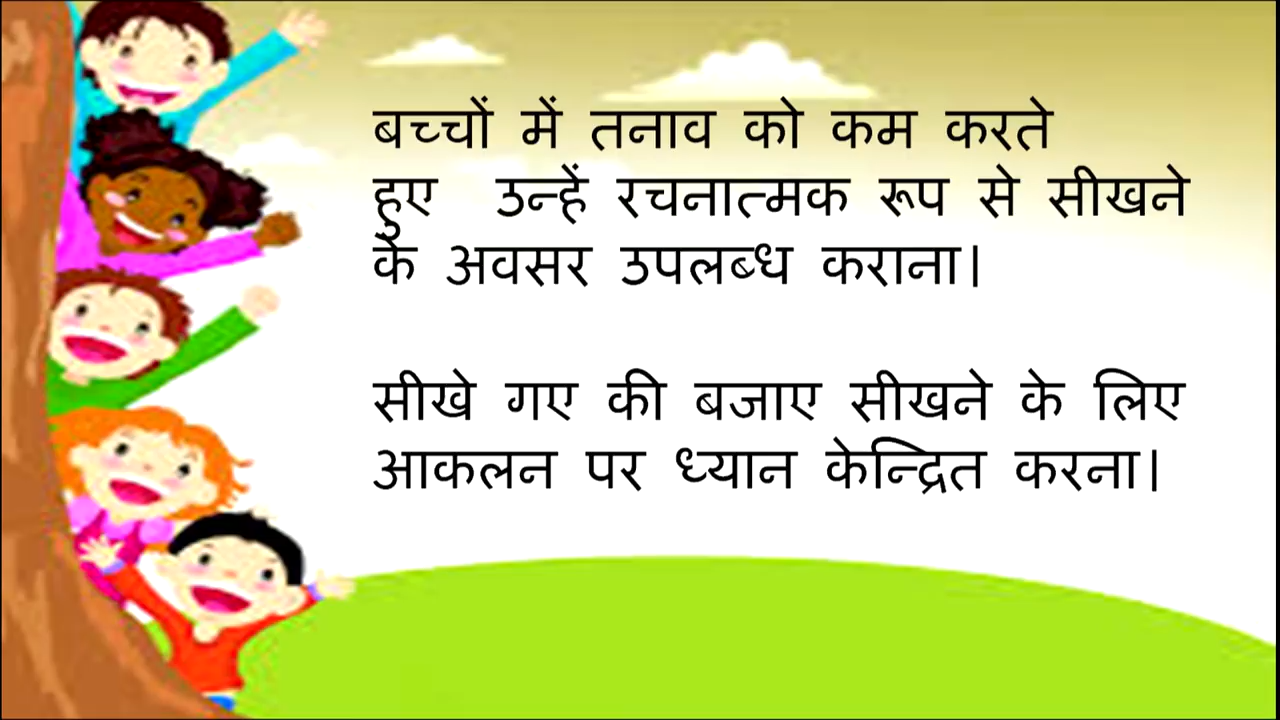 बच्चों में तनाव को कम करते
हुए उन्हें रचनात्मक रूप से सीखने
के अवसर उपलब्ध कराना।
सीखे गए की बजाए सीखने के लिए
आकलन पर ध्यान केन्द्रित करना।